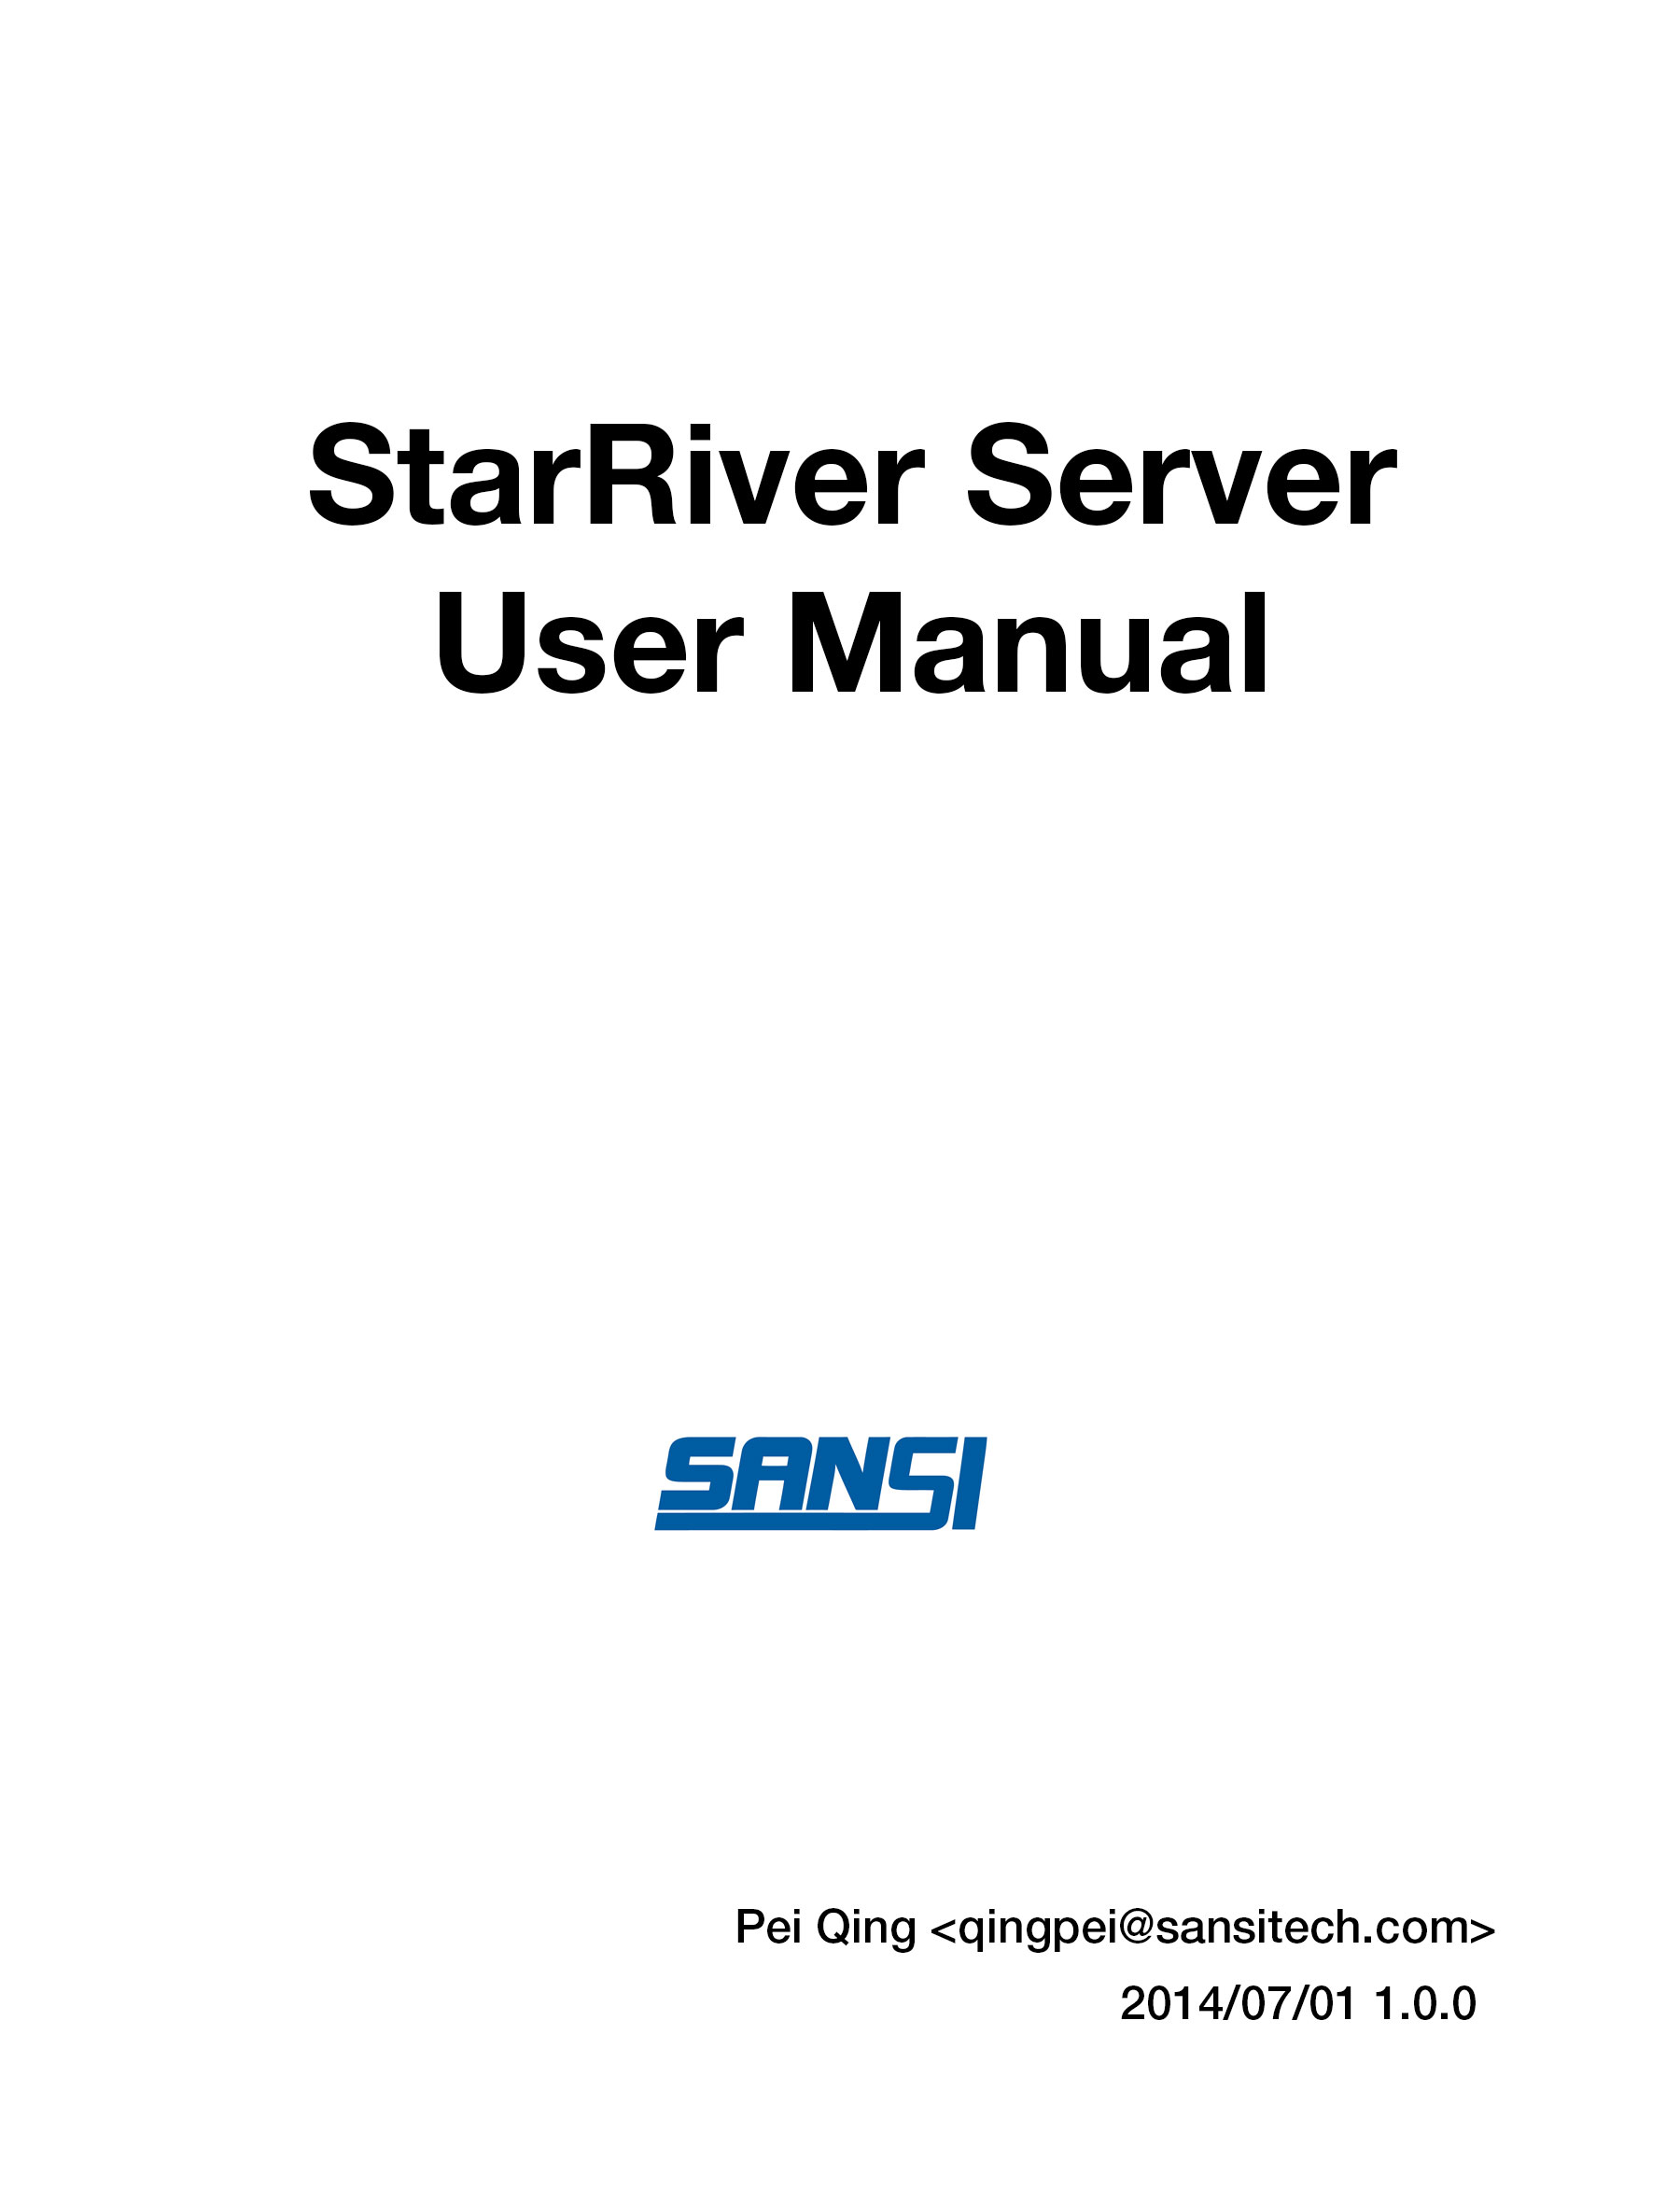 StarRiver Server
User Manual
SANSI
Pei Qing <qingpei@sansitech.com>
2014/07/01 1.0.0